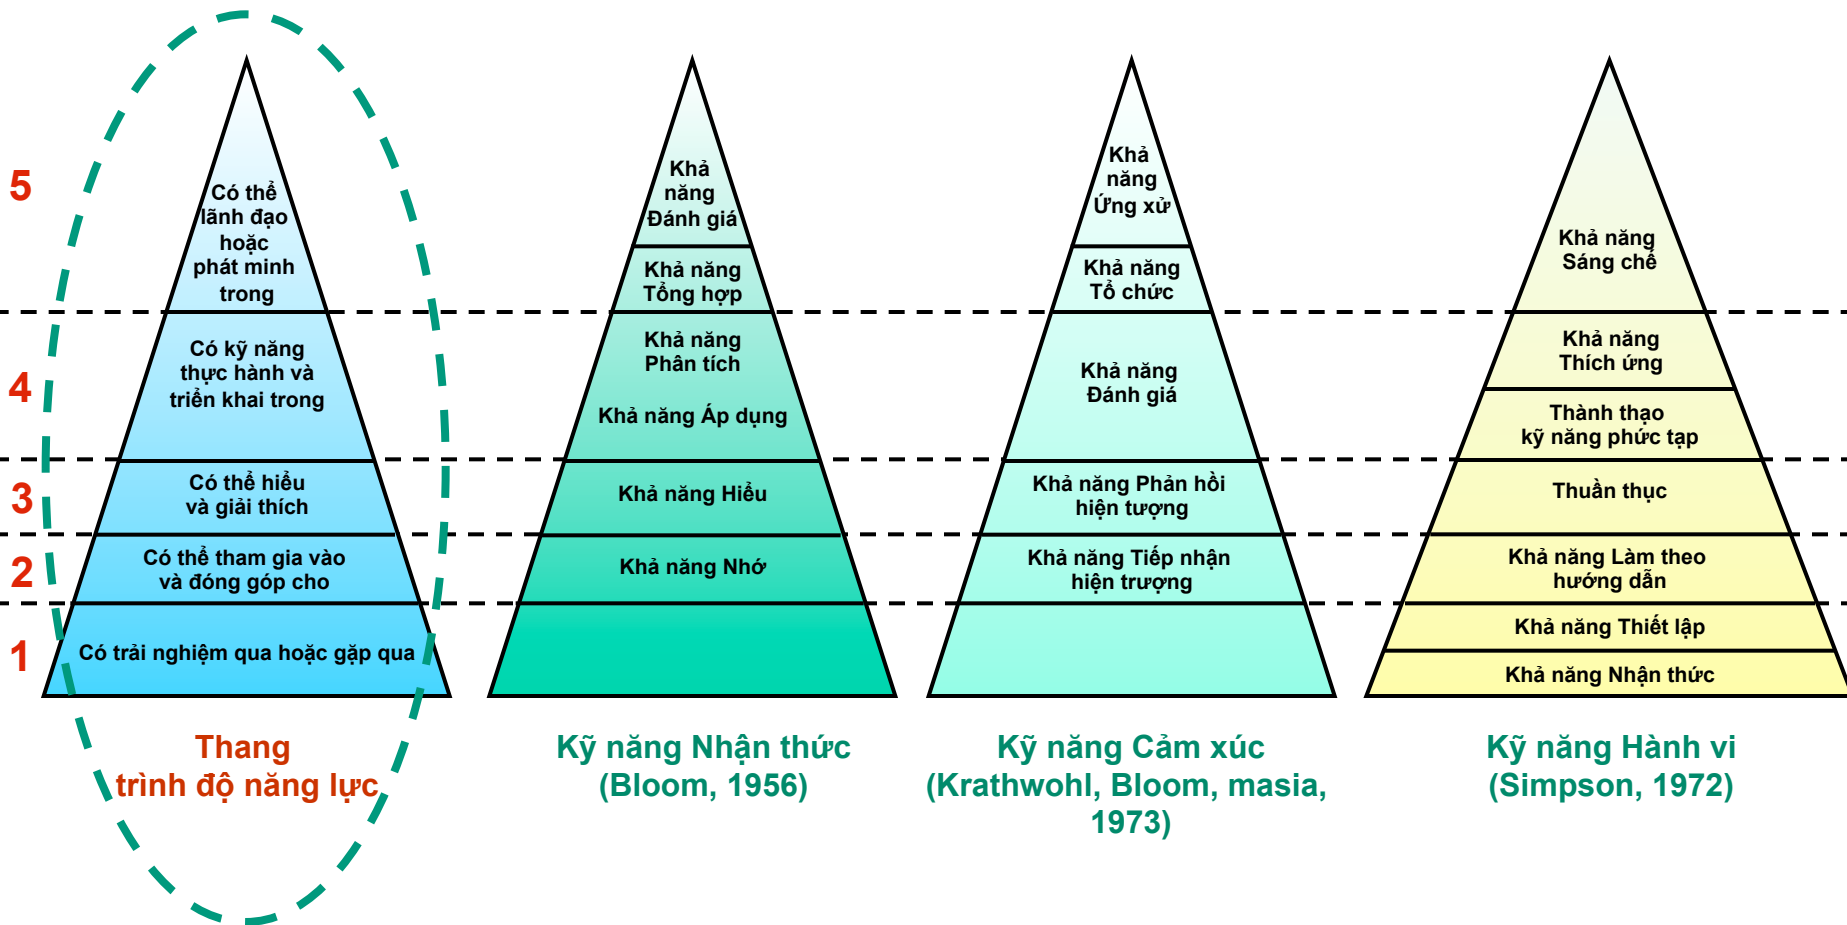 5
4
3
2
1
Có thể
lãnh đạo
hoặc
phát minh
trong
Có kỹ năng
thực hành và
triển khai trong
Có thể hiểu
và giải thích
Có thể tham gia vào
và đóng góp cho
Có trải nghiệm qua hoặc gặp qua
Thang
trình độ năng lực
Khả
năng
Đánh giá
Khả năng
Tổng hợp
Khả năng
Phân tích
Khả năng Áp dụng
Khả năng Hiểu
Khả năng Nhớ
Kỹ năng Nhận thức
(Bloom, 1956)
Khả
năng
Ứng xử
Khả năng
Tổ chức
Khả năng
Đánh giá
Khả năng Phản hồi
hiện tượng
Khả năng Tiếp nhận
hiện trượng
Kỹ năng Cảm xúc
(Krathwohl, Bloom, masia,
1973)
Khả năng
Sáng chế
Khả năng
Thích ứng
Thành thạo
kỹ năng phức tạp
Thuần thục
Khả năng Làm theo
hướng dẫn
Khả năng Thiết lập
Khả năng Nhận thức
Kỹ năng Hành vi
(Simpson, 1972)